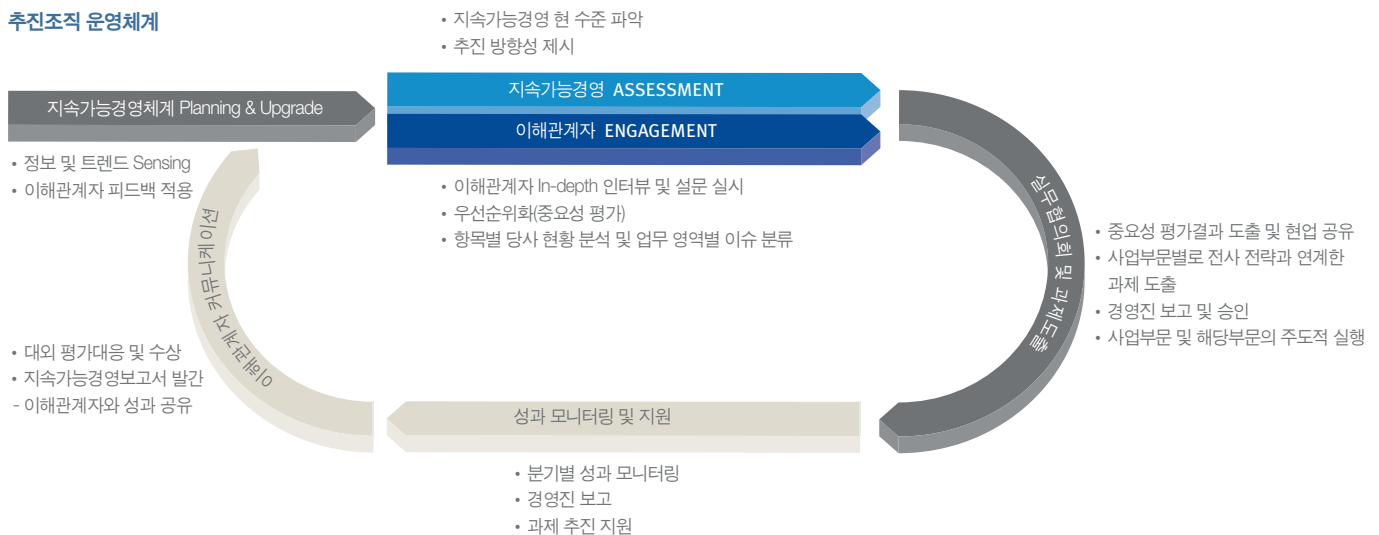 추진조직 운영체계
• 지속가능경영 현 수준 파악
• 추진 방향성 제시
지속가능경영체계 Planning & Upgrade
• 정보 및 트렌드 Sensing
• 이해관계자 피드백 적용
지속가능경영 ASSESSMENT
이해관계자 ENGAGEMENT
• 이해관계자 In-depth 인터뷰 및 설문 실시
• 우선순위화(중요성 평가)
• 항목별 당사 현황 분석 및 업무 영역별 이슈 분류
실무협의회 및 과제도출
• 중요성 평가결과 도출 및 현업 공유
• 사업부문별로 전사 전략과 연계한
과제 도출
• 경영진 보고 및 승인
• 사업부문 및 해당부문의 주도적 실행
성과 모니터링 및 지원
• 분기별 성과 모니터링
• 경영진 보고
• 과제 추진 지원
이해관계자 커뮤니케이션
• 대외 평가대응 및 수상
• 지속가능경영보고서 발간
- 이해관계자와 성과 공유